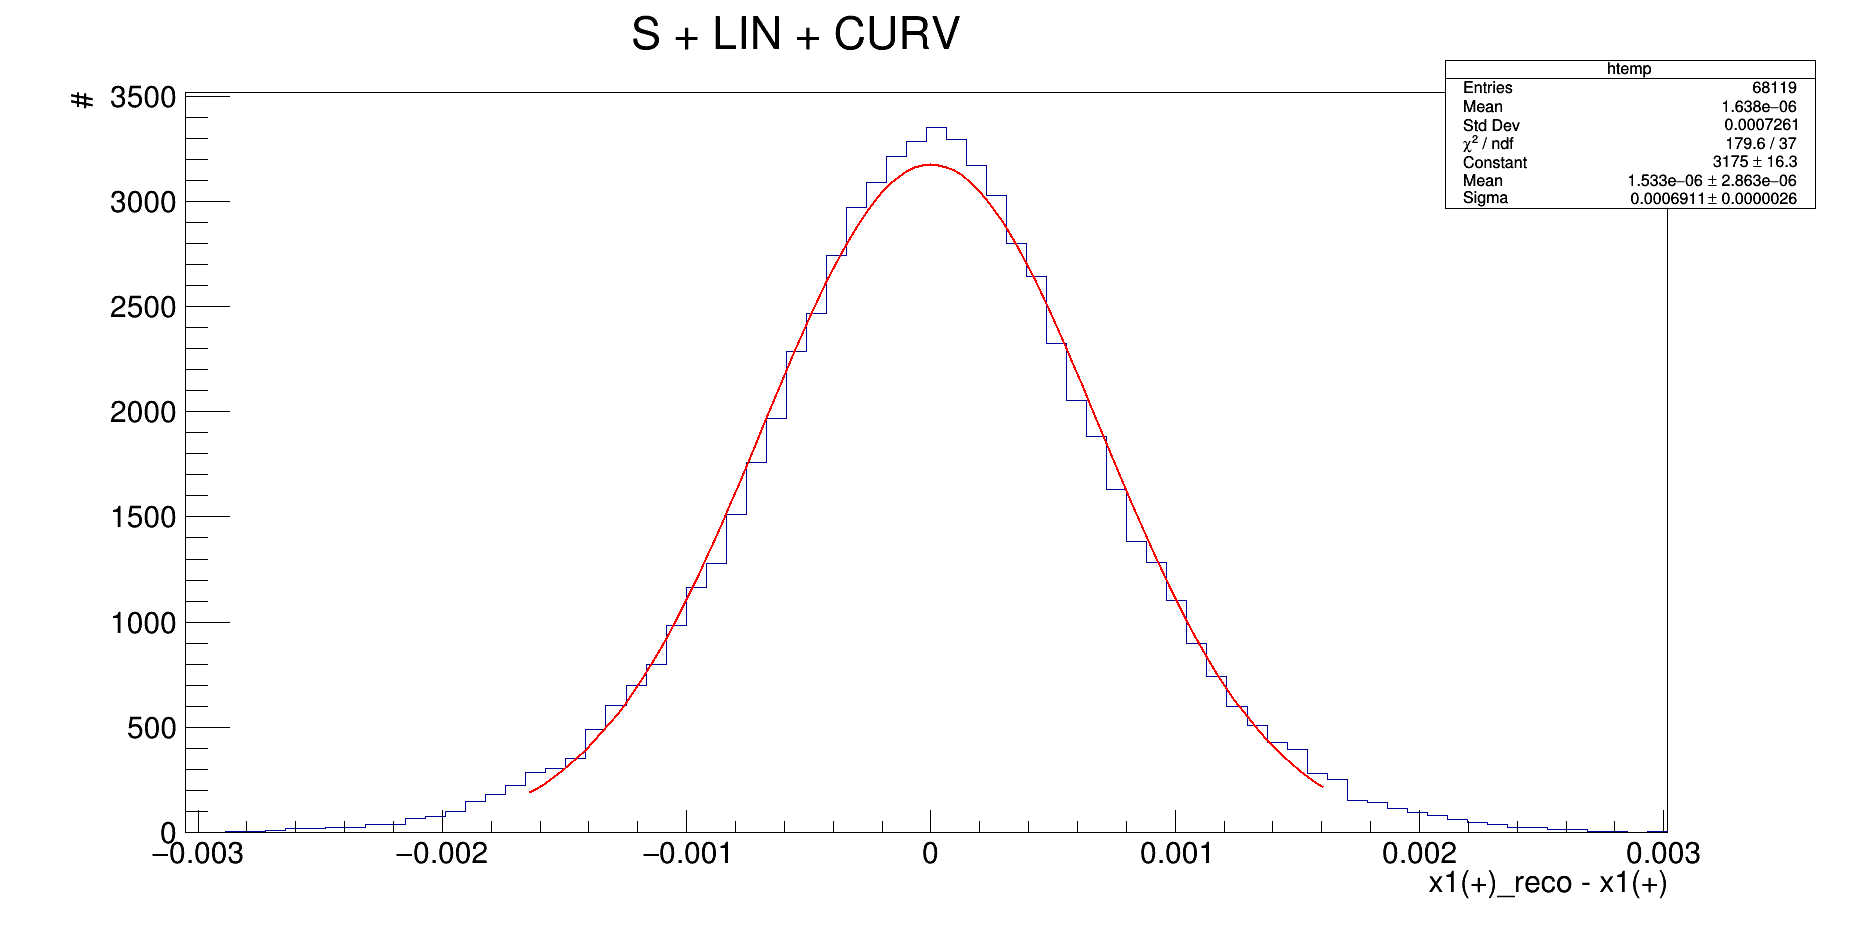 S + LIN + CURV
htemp
Entries 68119
Mean 1.638e−06
Std Dev 0.0007261
χ² / ndf 179.6 / 37
Constant 3175 ± 16.3
Mean 1.533e−06 ± 2.863e−06
Sigma 0.0006911 ± 0.0000026
#
3500
3000
2500
2000
1500
1000
500
0
−0.003 −0.002 −0.001 0 0.001 0.002 0.003
x1(+)_reco - x1(+)